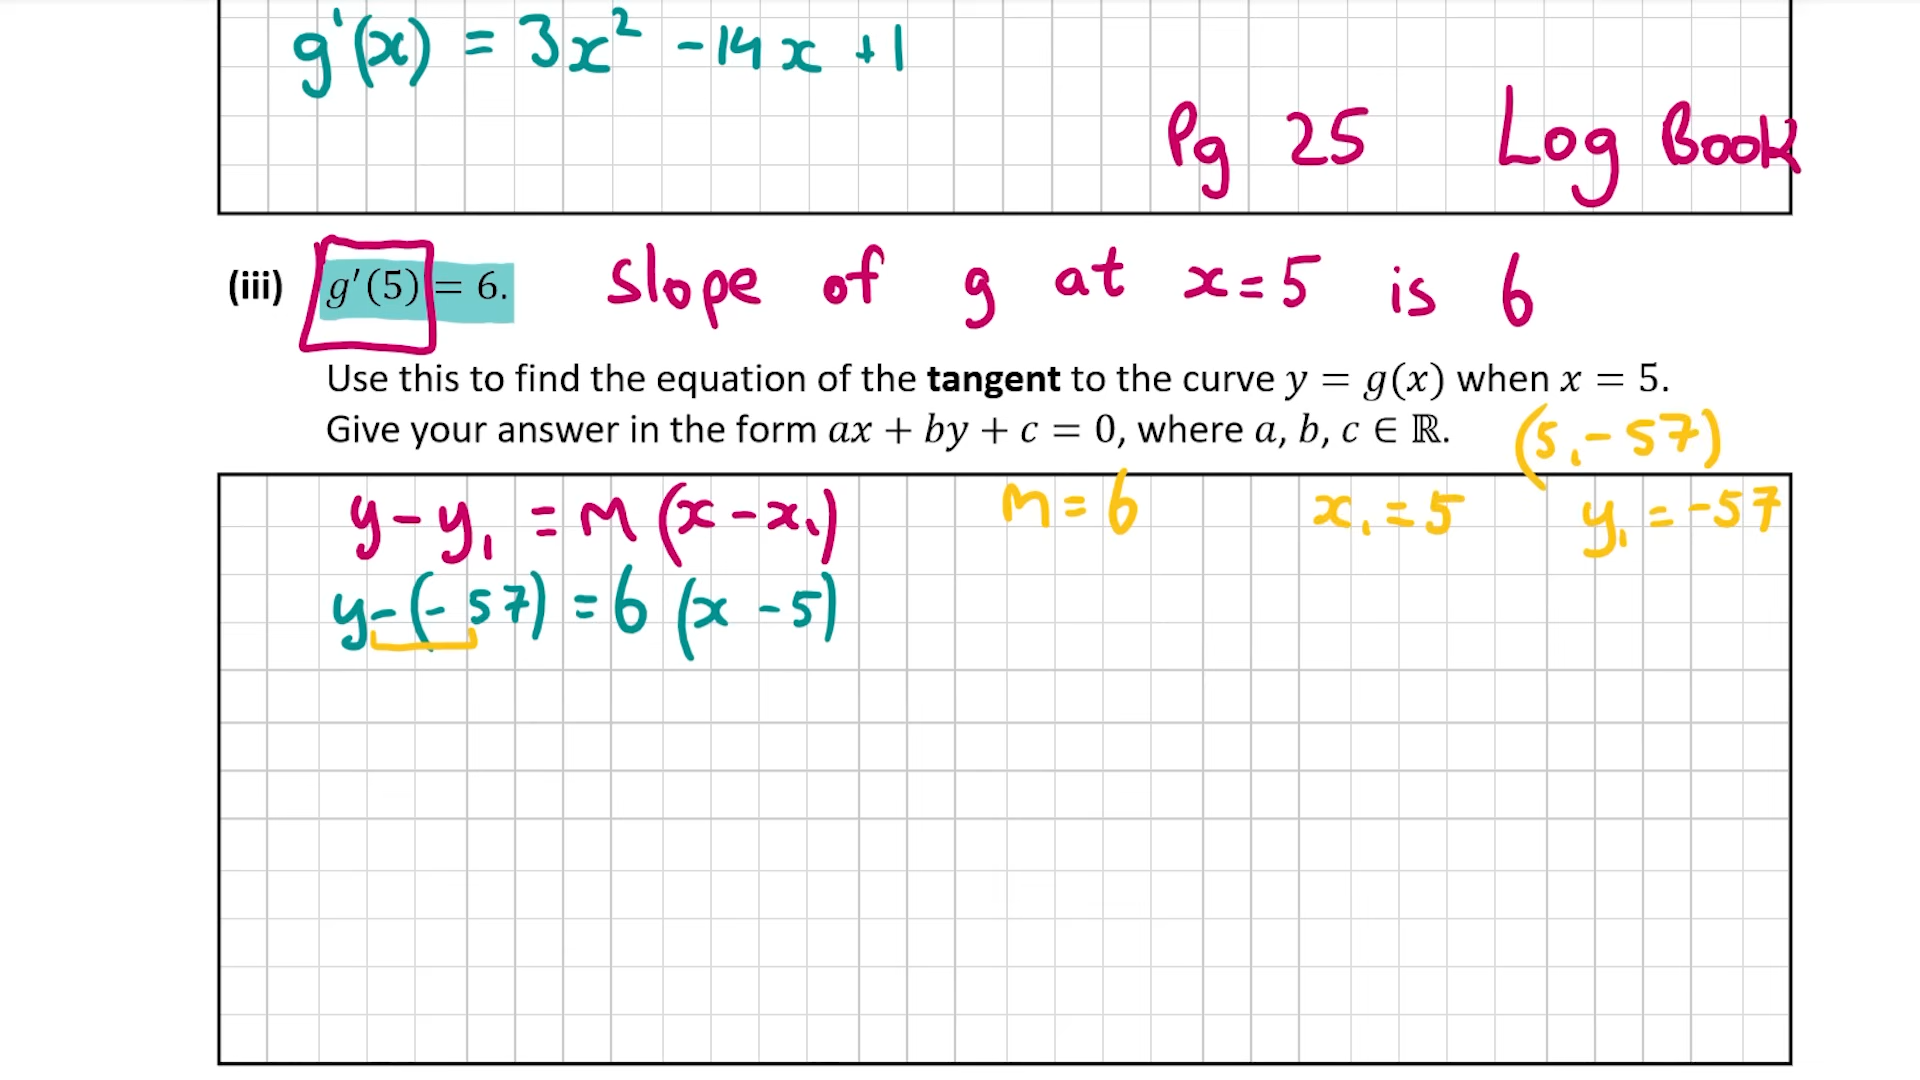 g'(x) = 3x² - 14x + 1
Pg 25 Log Book
(iii) g′(5) = 6. slope of g at x = 5 is 6
Use this to find the equation of the tangent to the curve y = g(x) when x = 5.
Give your answer in the form ax + by + c = 0, where a, b, c ∈ ℝ.
(5, -57)
y - y₁ = m (x - x₁) m = 6 x₁ = 5 y₁ = -57
y - (- 57) = 6 (x - 5)